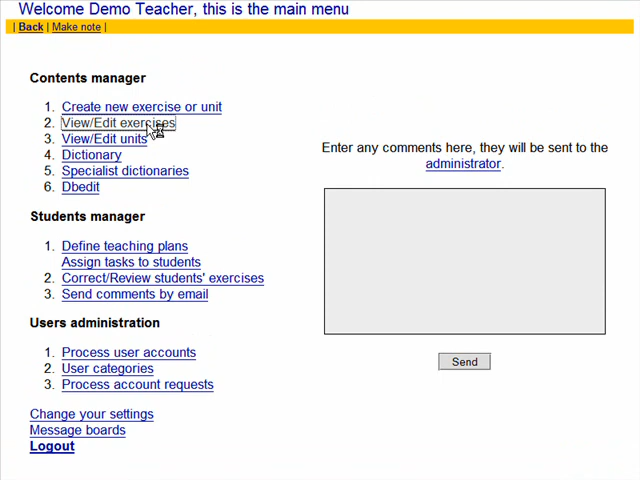 Welcome Demo Teacher, this is the main menu
| Back | Make note |
Contents manager
1. Create new exercise or unit
2. View/Edit exercises
3. View/Edit units
4. Dictionary
5. Specialist dictionaries
6. Dbedit
Students manager
1. Define teaching plans
Assign tasks to students
2. Correct/Review students' exercises
3. Send comments by email
Users administration
1. Process user accounts
2. User categories
3. Process account requests
Change your settings
Message boards
Logout
Enter any comments here, they will be sent to the
administrator.
Send